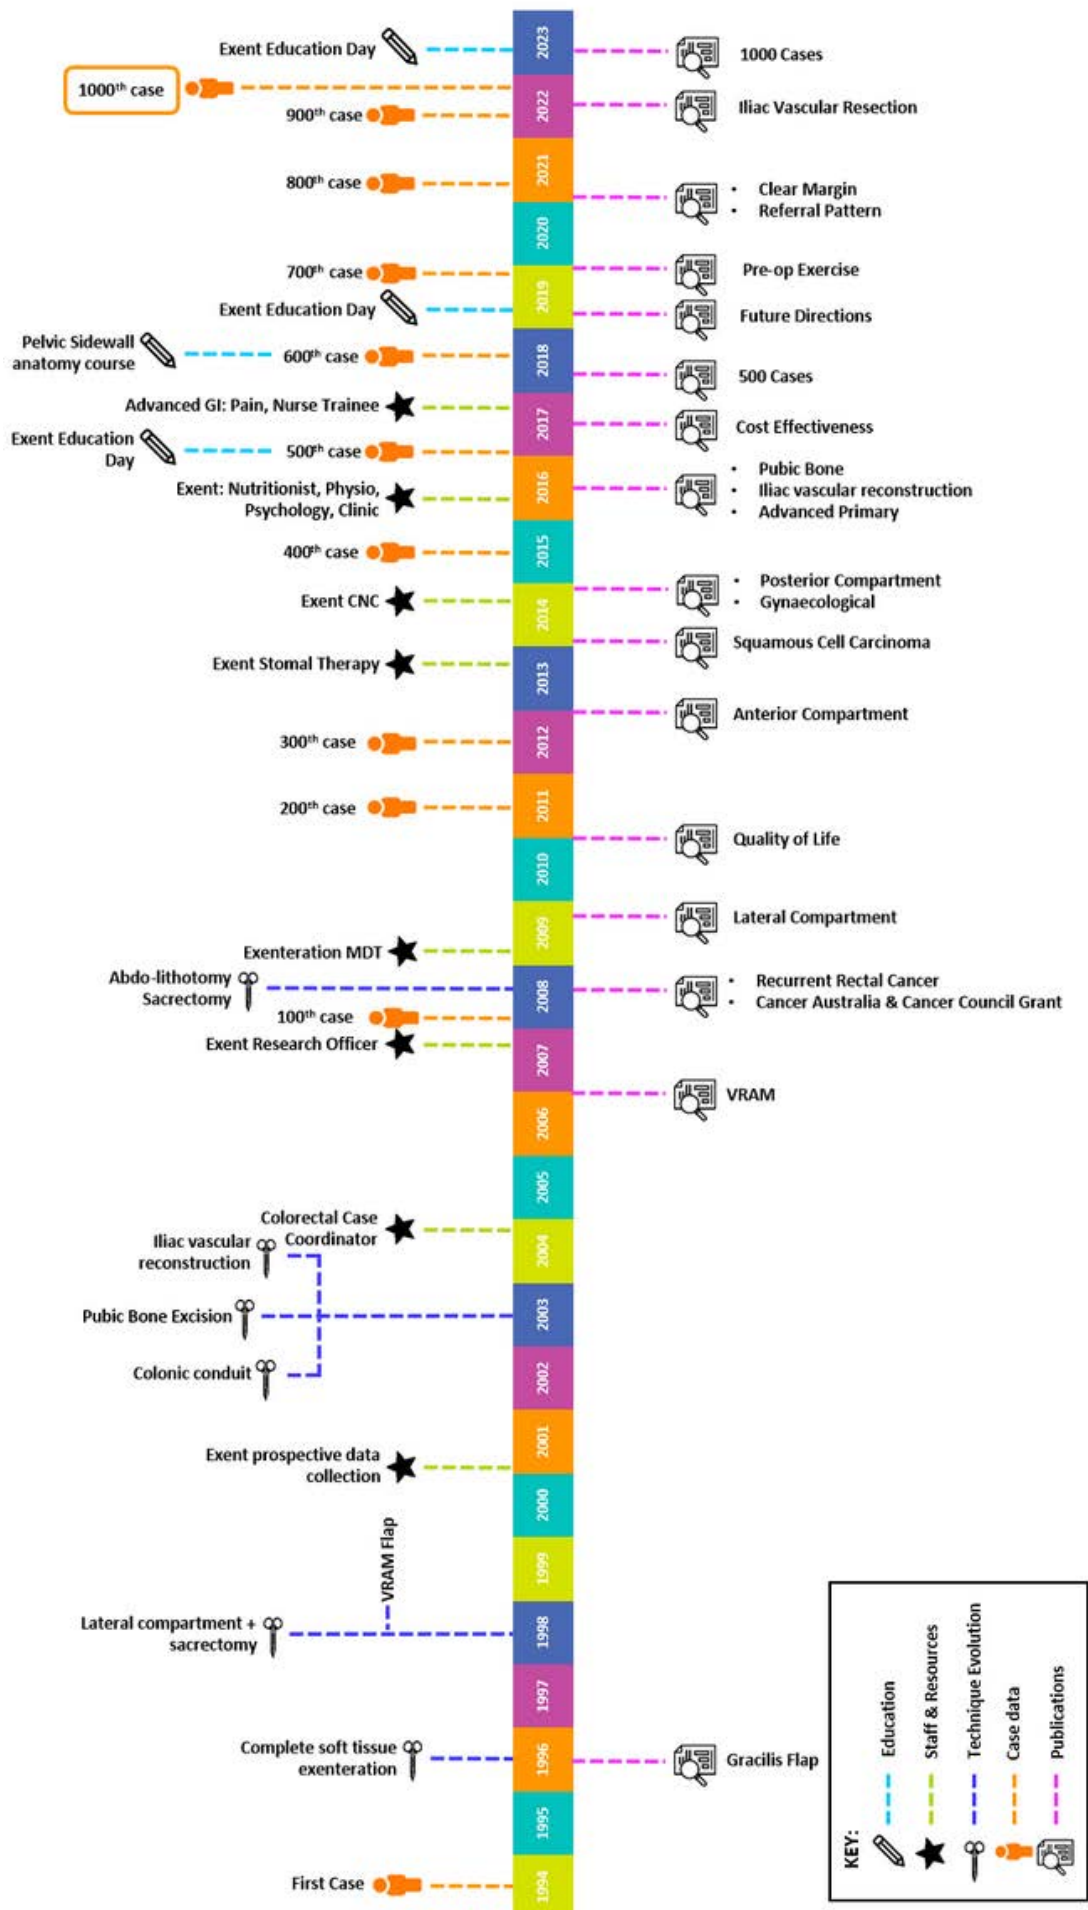 Exent Education Day
2023
1000 Cases
1000th case
2022
900th case
Iliac Vascular Resection
2021
800th case
• Clear Margin
• Referral Pattern
2020
700th case
Pre-op Exercise
2019
Exent Education Day
Future Directions
Pelvic Sidewall
anatomy course
600th case
2018
500 Cases
Advanced GI: Pain, Nurse Trainee
2017
Cost Effectiveness
Exent Education
Day
500th case
2016
• Pubic Bone
• Iliac vascular reconstruction
• Advanced Primary
Exent: Nutritionist, Physio,
Psychology, Clinic
400th case
2015
• Posterior Compartment
• Gynaecological
Exent CNC
2014
Squamous Cell Carcinoma
Exent Stomal Therapy
2013
Anterior Compartment
300th case
2012
200th case
2011
Quality of Life
2010
Lateral Compartment
2009
Exenteration MDT
Abdo-lithotomy
Sacrectomy
2008
• Recurrent Rectal Cancer
• Cancer Australia & Cancer Council Grant
100th case
Exent Research Officer
2007
VRAM
2006
2005
Colorectal Case
Coordinator
2004
Iliac vascular
reconstruction
Pubic Bone Excision
2003
Colonic conduit
2002
2001
Exent prospective data
collection
2000
VRAM Flap
1999
Lateral compartment +
sacrectomy
1998
1997
Complete soft tissue
exenteration
1996
Gracilis Flap
1995
First Case
1994
KEY:
Education
Staff & Resources
Technique Evolution
Case data
Publications